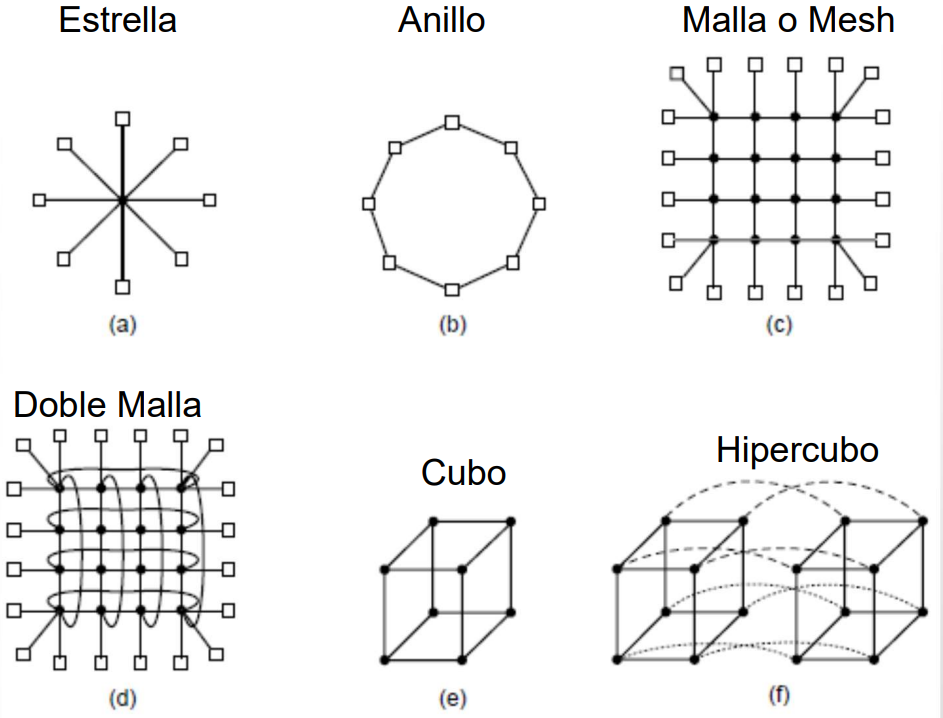 Estrella
Anillo
Malla o Mesh
(a)
(b)
(c)
Doble Malla
Cubo
Hipercubo
(d)
(e)
(f)